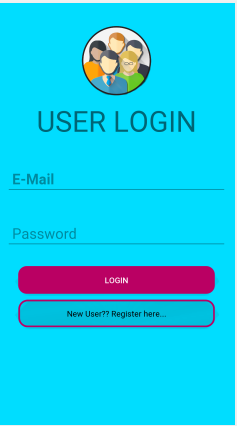 USER LOGIN
E-Mail
Password
LOGIN
New User?? Register here...